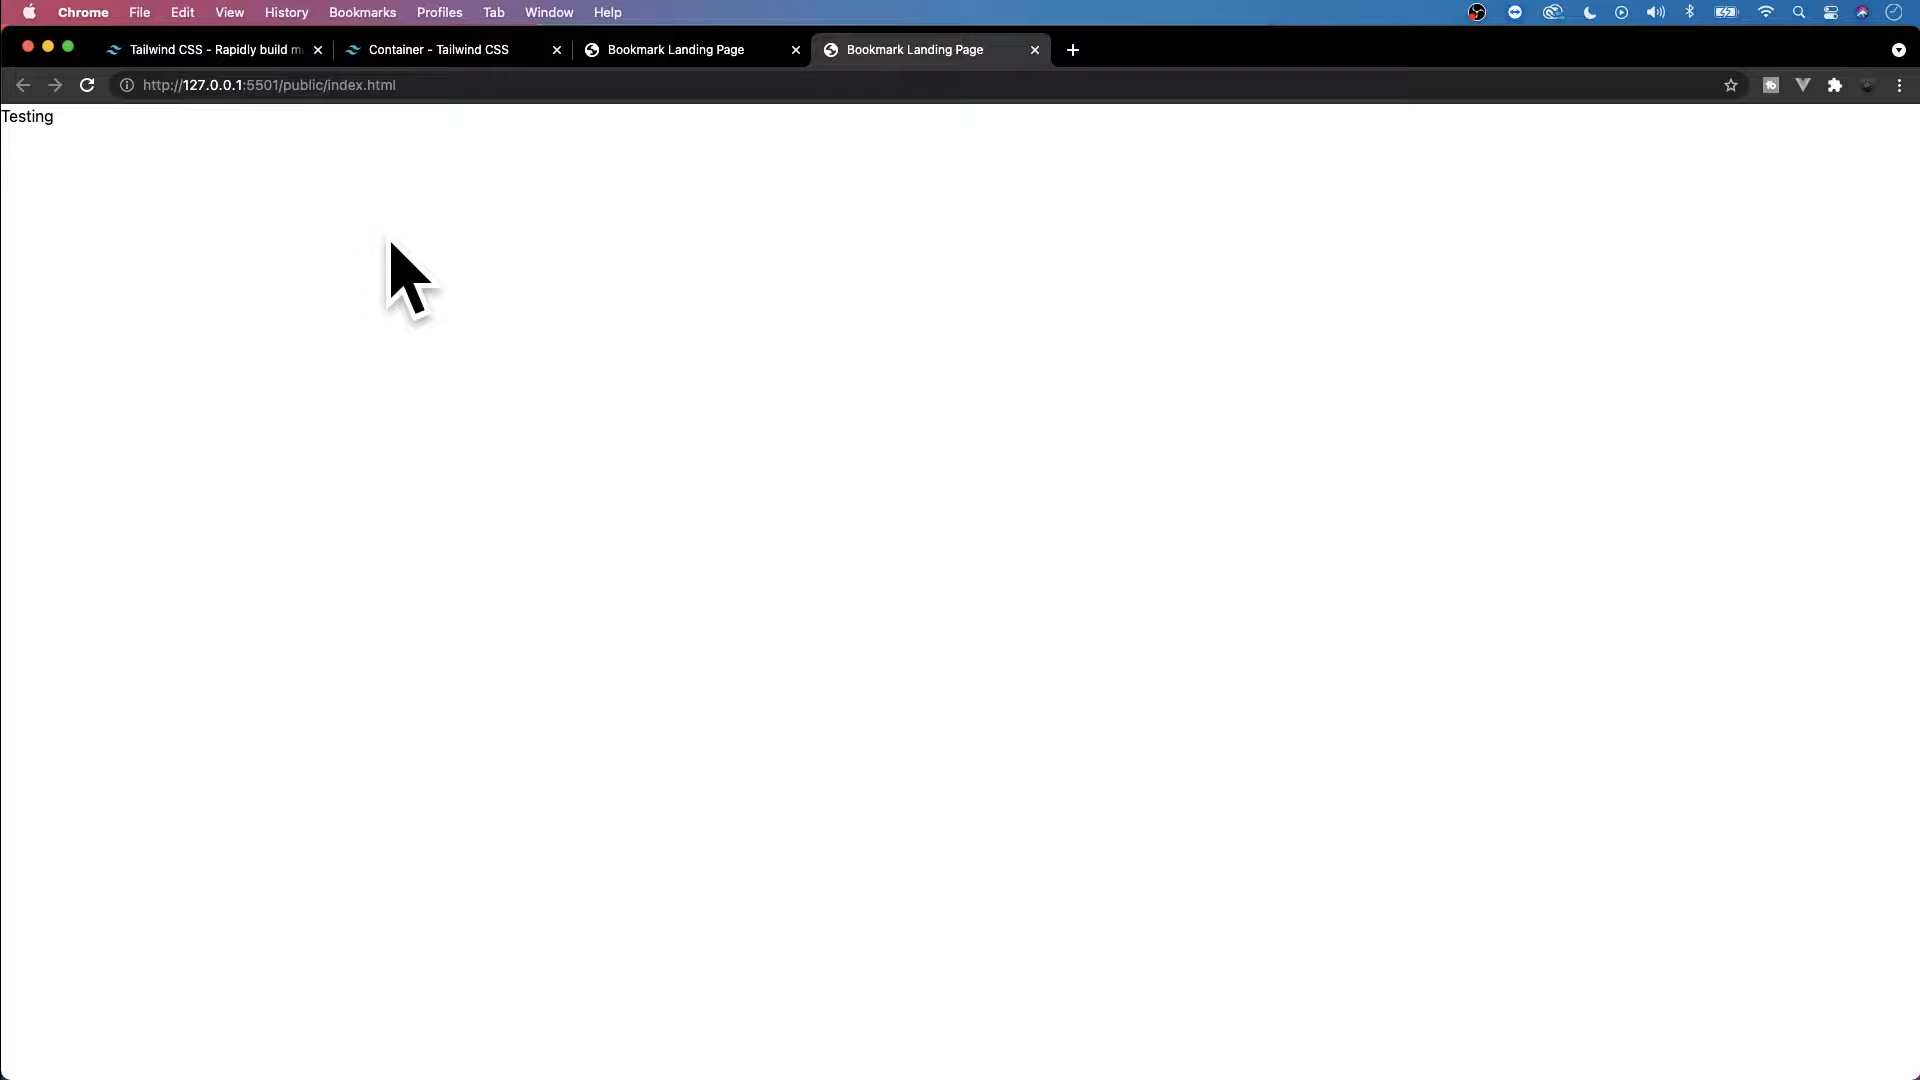 Chrome File Edit View History Bookmarks Profiles Tab Window Help
Tailwind CSS - Rapidly build Container - Tailwind CSS Bookmark Landing Page Bookmark Landing Page
http://127.0.0.1:5501/public/index.html
Testing